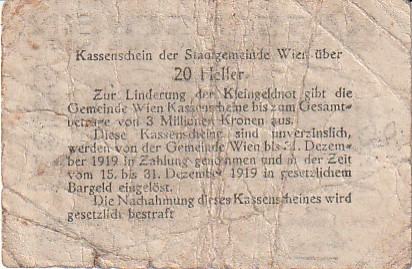 Kassenschein der Stadtgemeinde Wien über
20 Heller
Zur Linderung der Kleingeldnot gibt die
Gemeinde Wien Kassenscheine bis zum Gesamt-
betrage von 3 Millionen Kronen aus.
Diese Kassenscheine sind unverzinslich,
werden von der Gemeinde Wien bis 31. Dezem-
ber 1919 in Zahlung genommen und in der Zeit
vom 15. bis 31. Dezember 1919 in gesetzlichem
Bargeld eingelöst.
Die Nachahmung dieses Kassenscheines wird
gesetzlich bestraft